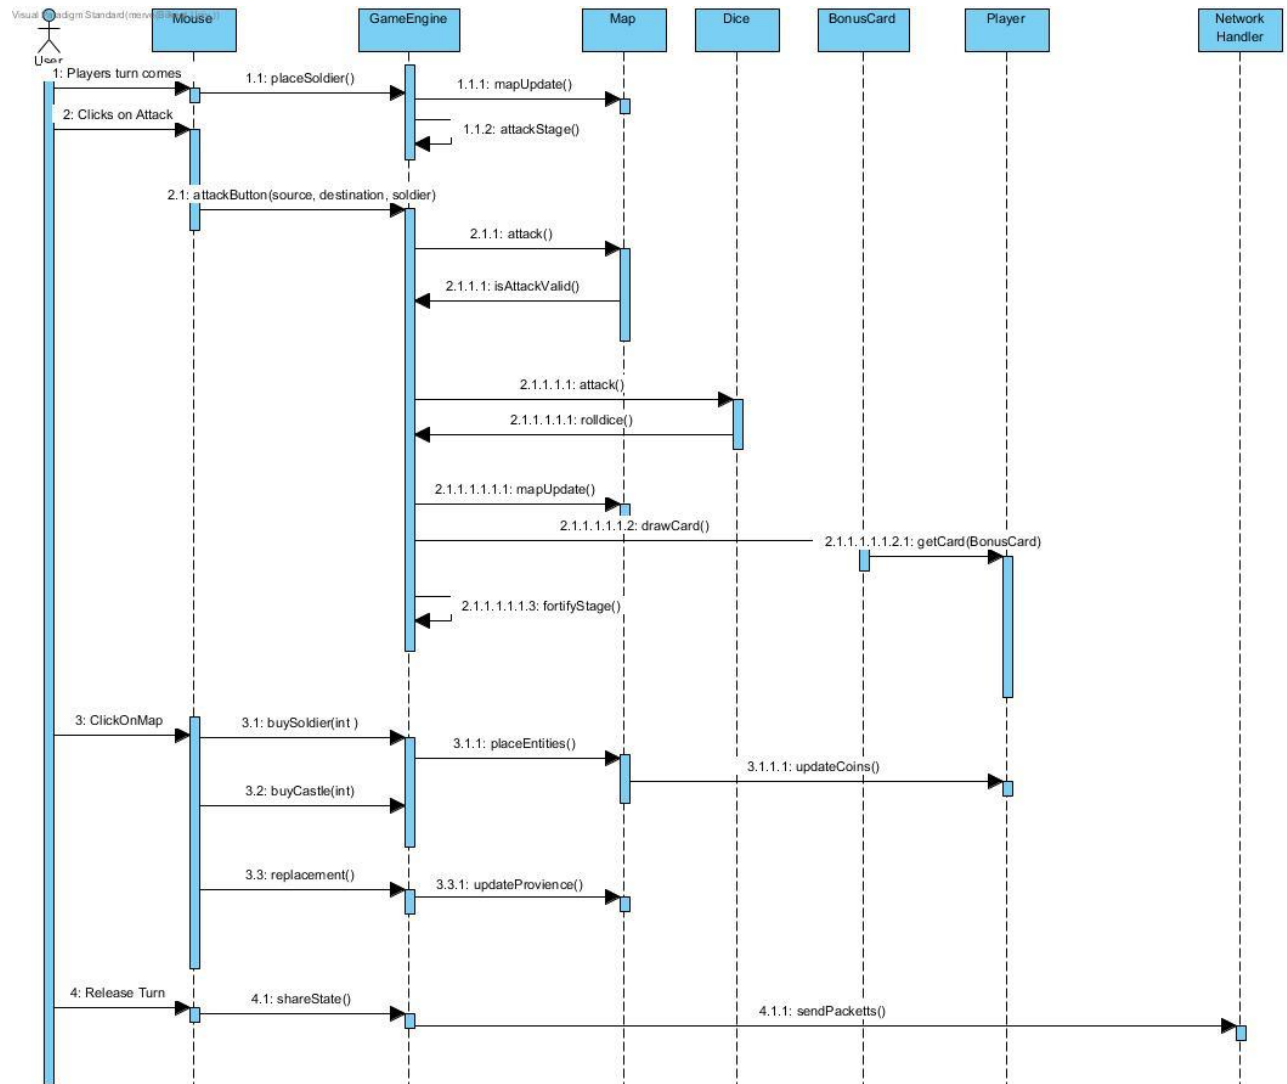 Visual Paradigm Standard
Mouse
GameEngine
Map
Dice
BonusCard
Player
Network
Handler
User
1: Players turn comes
1.1: placeSoldier()
1.1.1: mapUpdate()
2: Clicks on Attack
1.1.2: attackStage()
2.1: attackButton(source, destination, soldier)
2.1.1: attack()
2.1.1.1: isAttackValid()
2.1.1.1.1: attack()
2.1.1.1.1.1: rolldice()
2.1.1.1.1.1.1: mapUpdate()
2.1.1.1.1.1.2: drawCard()
2.1.1.1.1.1.2.1: getCard(BonusCard)
2.1.1.1.1.1.3: fortifyStage()
3: ClickOnMap
3.1: buySoldier(int )
3.1.1: placeEntities()
3.1.1.1: updateCoins()
3.2: buyCastle(int)
3.3: replacement()
3.3.1: updateProvience()
4: Release Turn
4.1: shareState()
4.1.1: sendPacketts()